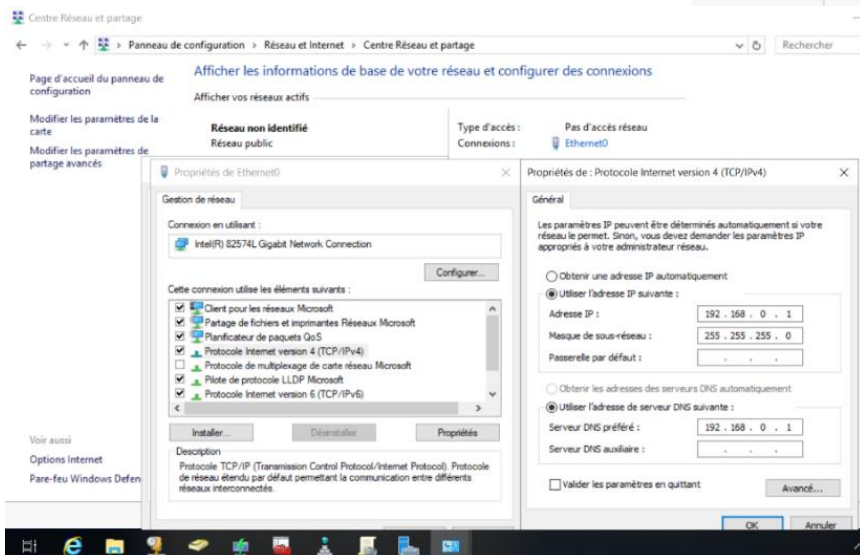 Centre Réseau et partage
Panneau de configuration > Réseau et Internet > Centre Réseau et partage
Rechercher
Page d'accueil du panneau de
configuration
Modifier les paramètres de la
carte
Modifier les paramètres de
partage avancés
Afficher les informations de base de votre réseau et configurer des connexions
Afficher vos réseaux actifs
Réseau non identifié
Réseau public
Type d'accès : Pas d'accès réseau
Connexions : Ethernet0
Propriétés de Ethernet0
Gestion de réseau
Connexion en utilisant :
Intel(R) 82574L Gigabit Network Connection
Configurer...
Cette connexion utilise les éléments suivants :
Client pour les réseaux Microsoft
Partage de fichiers et imprimantes Réseaux Microsoft
Planificateur de paquets QoS
Protocole Internet version 4 (TCP/IPv4)
Protocole de multiplexage de carte réseau Microsoft
Pilote de protocole LLDP Microsoft
Protocole Internet version 6 (TCP/IPv6)
Installer...
Désinstaller
Propriétés
Description
Protocole TCP/IP (Transmission Control Protocol/Internet Protocol). Protocole
de réseau étendu par défaut permettant la communication entre différents
réseaux interconnectés.
Propriétés de : Protocole Internet version 4 (TCP/IPv4)
Général
Les paramètres IP peuvent être déterminés automatiquement si votre
réseau le permet. Sinon, vous devez demander les paramètres IP
appropriés à votre administrateur réseau.
Obtenir une adresse IP automatiquement
Utiliser l'adresse IP suivante :
Adresse IP : 192 . 168 . 0 . 1
Masque de sous-réseau : 255 . 255 . 255 . 0
Passerelle par défaut : . . .
Obtenir les adresses des serveurs DNS automatiquement
Utiliser l'adresse de serveur DNS suivante :
Serveur DNS préféré : 192 . 168 . 0 . 1
Serveur DNS auxiliaire : . . .
Valider les paramètres en quittant
Avancé...
OK
Annuler
Voir aussi
Options Internet
Pare-feu Windows Defen